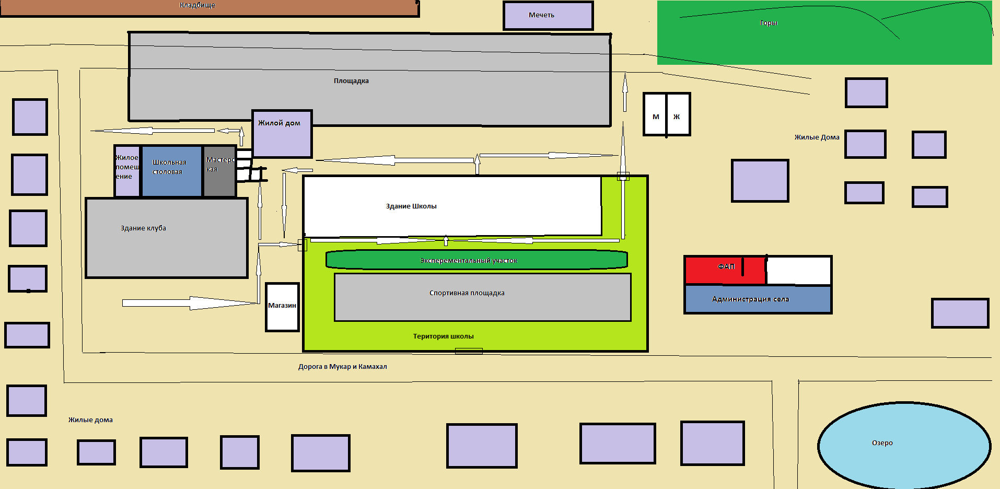 Кладбище
Мечеть
Горы
Площадка
М
Ж
Жилой дом
Жилые Дома
Жилое
помещ
ение
Школьная
столовая
Мастерс
кая
Здание Школы
Здание клуба
Эксперементальный участок
ФАП
Спортивная площадка
Администрация села
Магазин
Територия школы
Дорога в Мукар и Камахал
Жилые дома
Озеро